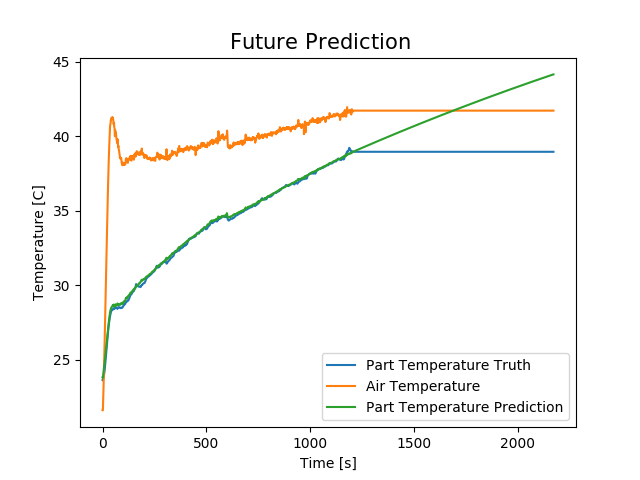 Future Prediction
45
40
35
30
25
Temperature [C]
0
500
1000
1500
2000
Time [s]
Part Temperature Truth
Air Temperature
Part Temperature Prediction